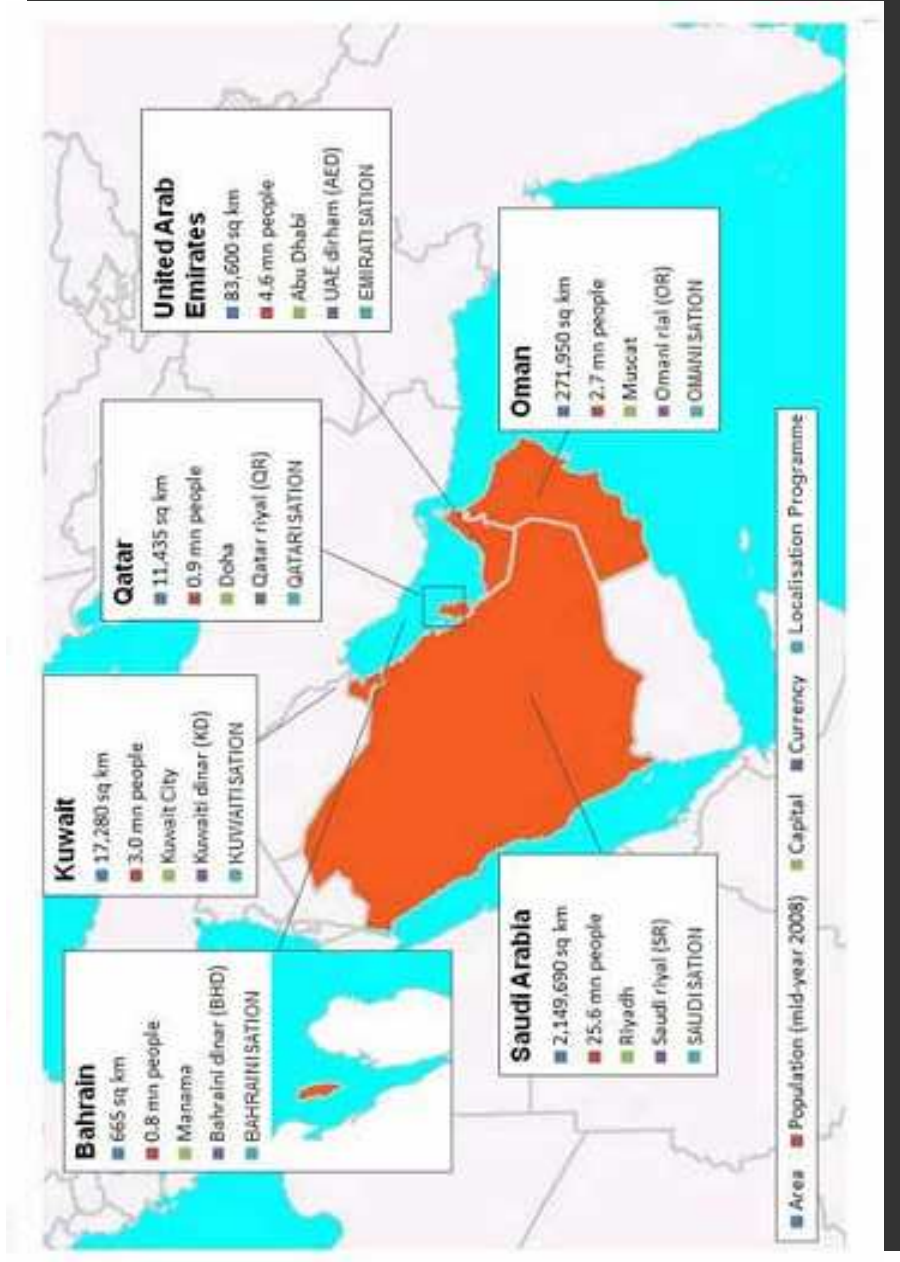 Bahrain
665 sq km
0.8 mn people
Manama
Bahraini dinar (BHD)
BAHRAINISATION
Kuwait
17,280 sq km
3.0 mn people
Kuwait City
Kuwaiti dinar (KD)
KUWAITISATION
Qatar
11,435 sq km
0.9 mn people
Doha
Qatar riyal (QR)
QATARISATION
United Arab
Emirates
83,600 sq km
4.6 mn people
Abu Dhabi
UAE dirham (AED)
EMIRATISATION
Saudi Arabia
2,149,690 sq km
25.6 mn people
Riyadh
Saudi riyal (SR)
SAUDISATION
Oman
271,950 sq km
2.7 mn people
Muscat
Omani rial (OR)
OMANISATION
Area Population (mid-year 2008) Capital Currency Localisation Programme